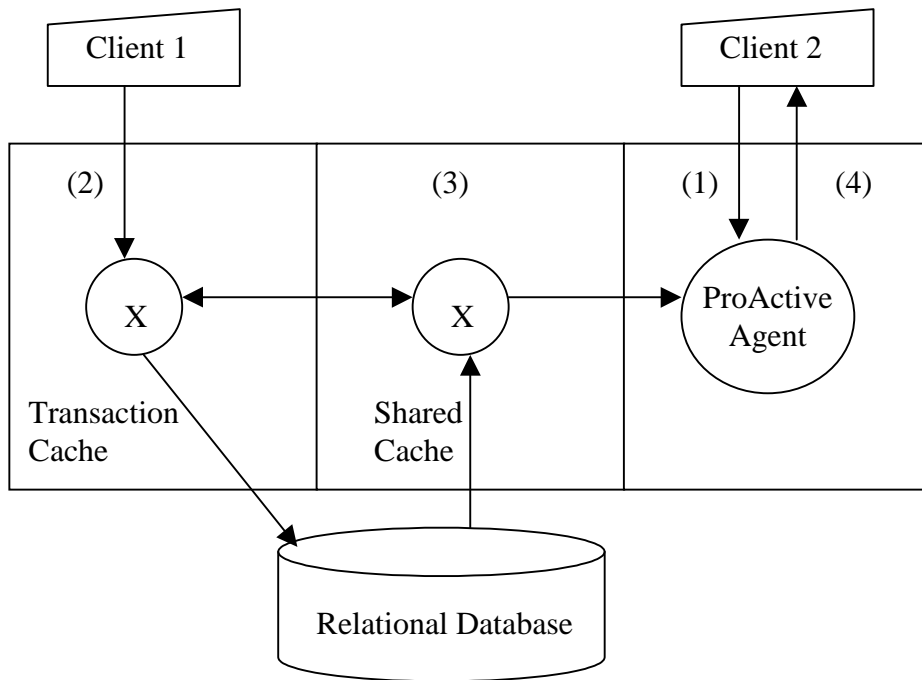 Client 1
Client 2
(2)
(3)
(1)
(4)
X
X
ProActive
Agent
Transaction
Cache
Shared
Cache
Relational Database